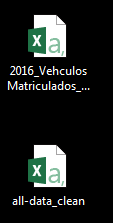 2016_Vehculos
Matriculados_...
all-data_clean